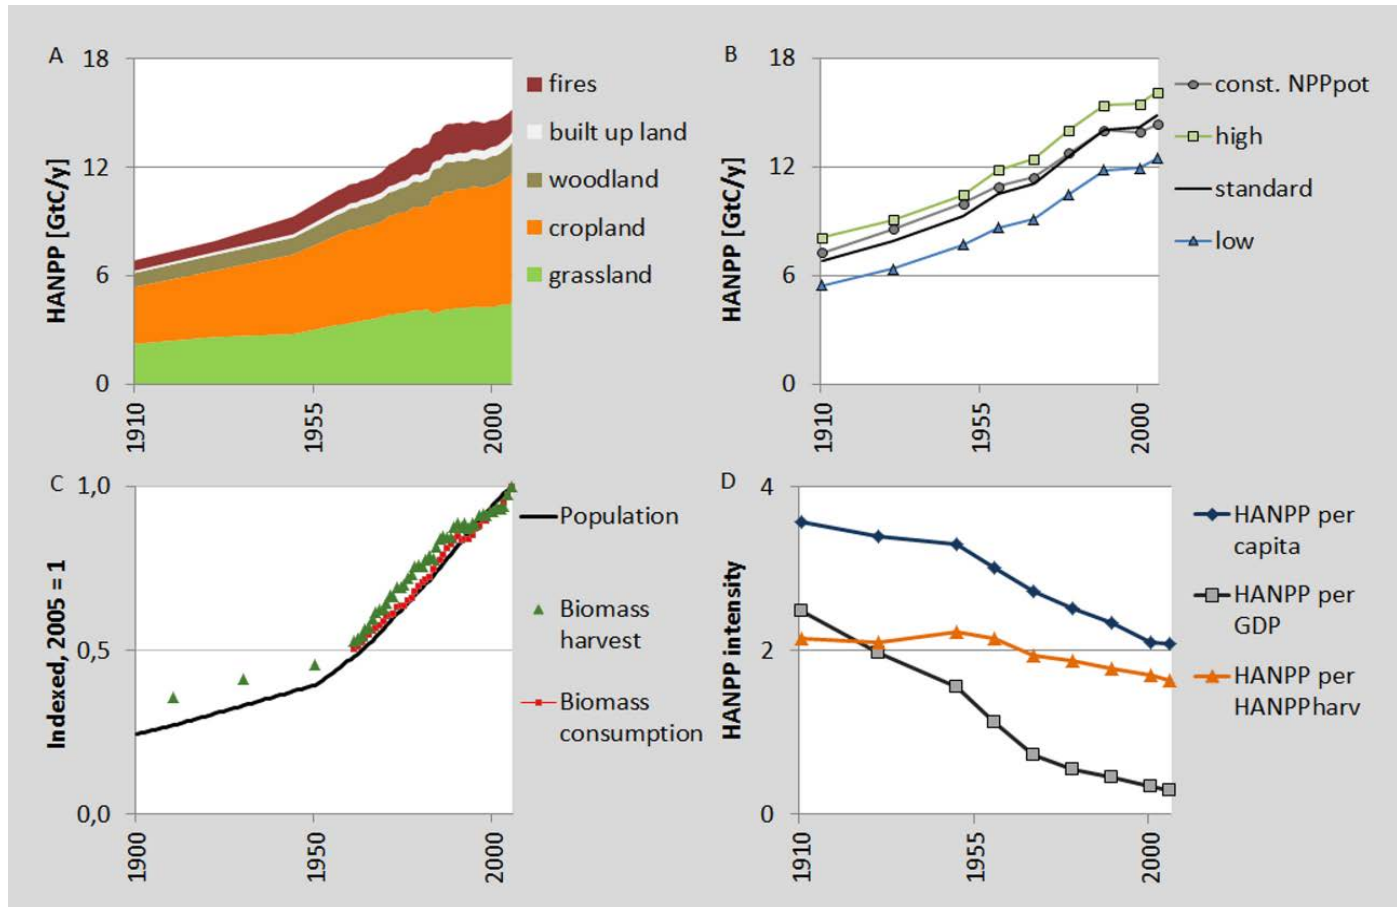 A
18
12
6
0
HANPP [GtC/y]
1910
1955
2000
fires
built up land
woodland
cropland
grassland
B
18
12
6
0
HANPP [GtC/y]
1910
1955
2000
const. NPPpot
high
standard
low
C
1,0
0,5
0,0
Indexed, 2005 = 1
1900
1950
2000
Population
Biomass
harvest
Biomass
consumption
D
4
2
0
HANPP intensity
1910
1955
2000
HANPP per
capita
HANPP per
GDP
HANPP per
HANPPharv